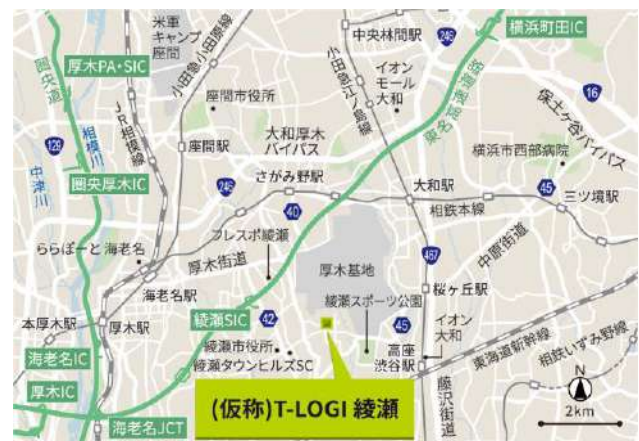 米軍
キャンプ
座間
小田急小田原線
中央林間駅
246
横浜町田IC
厚木PA・SIC
圏央道
JR相模線
座間市役所
小田急江ノ島線
イオン
モール
大和
東名高速道路
16
保土ヶ谷バイパス
129
相模川
中津川
座間駅
大和厚木
バイパス
横浜市西部病院
圏央厚木IC
246
さがみ野駅
大和駅
45
三ツ境駅
相鉄本線
40
ららぽーと海老名
厚木街道
フレスポ綾瀬
厚木基地
467
中原街道
海老名駅
桜ヶ丘駅
綾瀬スポーツ公園
本厚木駅
厚木駅
綾瀬SIC
42
45
イオン
大和
海老名IC
綾瀬市役所
綾瀬タウンヒルズSC
高座
渋谷駅
東海道新幹線
相鉄いずみ野線
厚木IC
藤沢街道
N
2km
(仮称)T-LOGI 綾瀬
海老名JCT